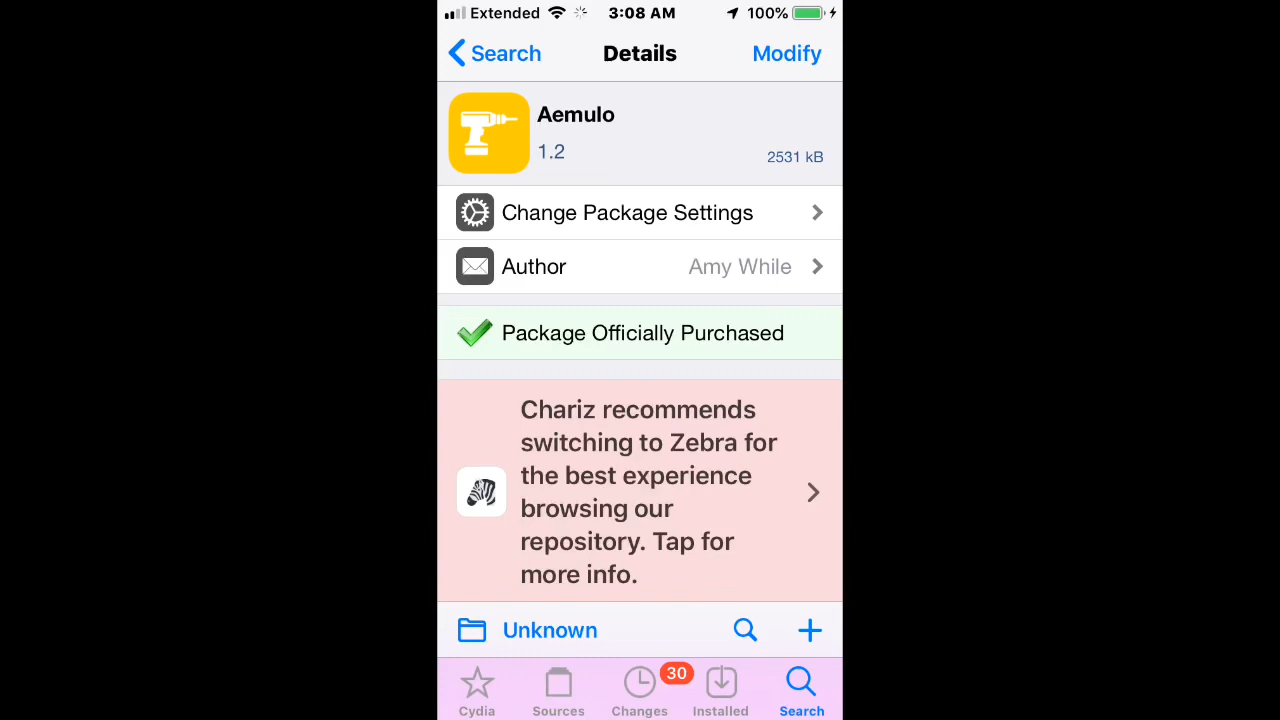 Extended 3:08 AM 100%
Search Details Modify
Aemulo
1.2 2531 kB
Change Package Settings
Author Amy While
Package Officially Purchased
Chariz recommends
switching to Zebra for
the best experience
browsing our
repository. Tap for
more info.
Unknown
30
Cydia Sources Changes Installed Search